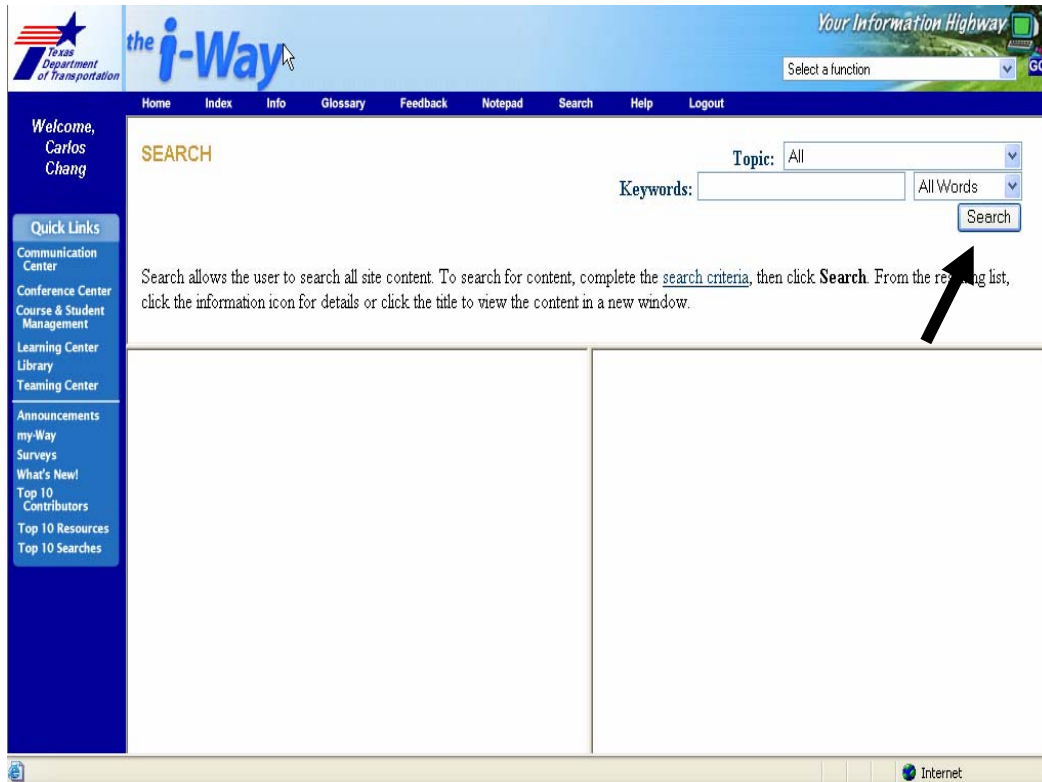 Texas
Department
of Transportation
the i-Way
Your Information Highway
Select a function
GO
Home Index Info Glossary Feedback Notepad Search Help Logout
Welcome,
Carlos
Chang
Quick Links
Communication
Center
Conference Center
Course & Student
Management
Learning Center
Library
Teaming Center
Announcements
my-Way
Surveys
What's New!
Top 10
Contributors
Top 10 Resources
Top 10 Searches
SEARCH
Topic: All
Keywords: All Words
Search
Search allows the user to search all site content. To search for content, complete the search criteria, then click Search. From the resulting list,
click the information icon for details or click the title to view the content in a new window.
Internet